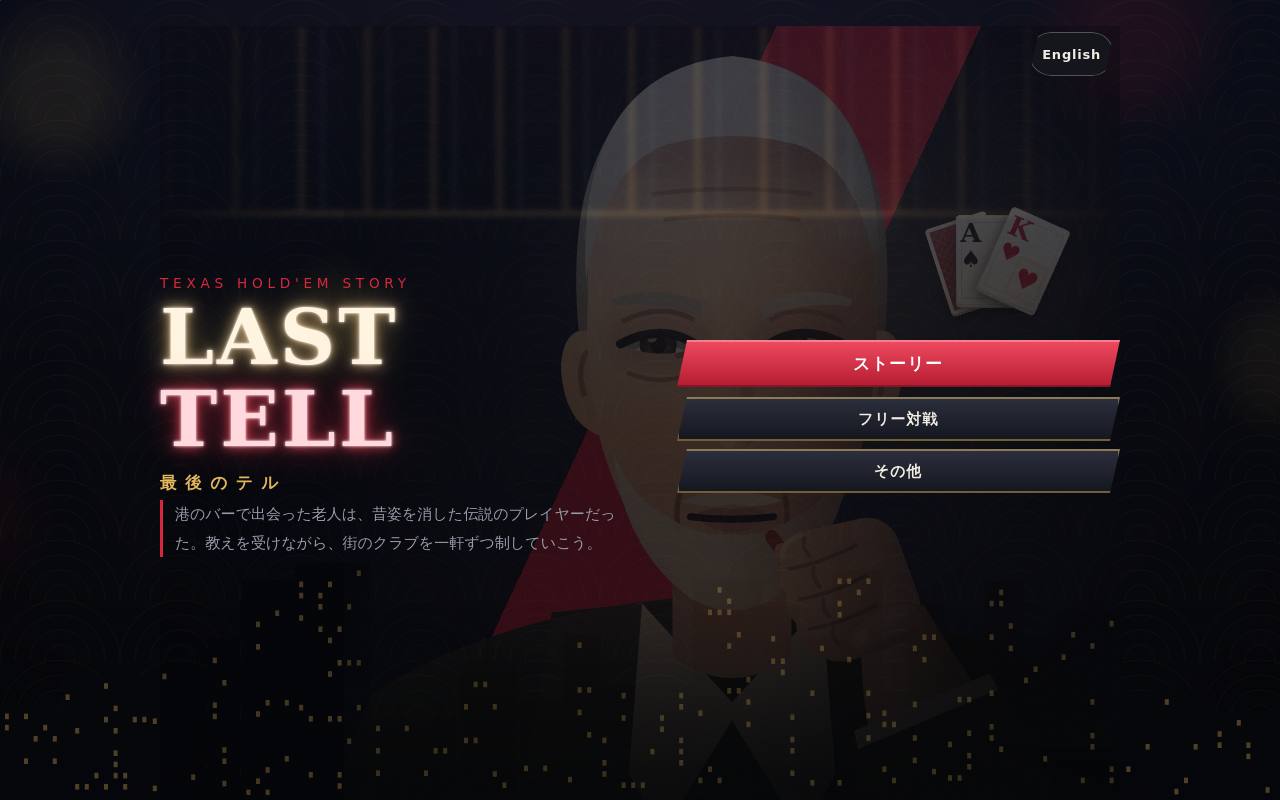 English
A
K
TEXAS HOLD'EM STORY
LAST
TELL
最後のテル
港のバーで出会った老人は、昔姿を消した伝説のプレイヤーだっ
た。教えを受けながら、街のクラブを一軒ずつ制していこう。
ストーリー
フリー対戦
その他